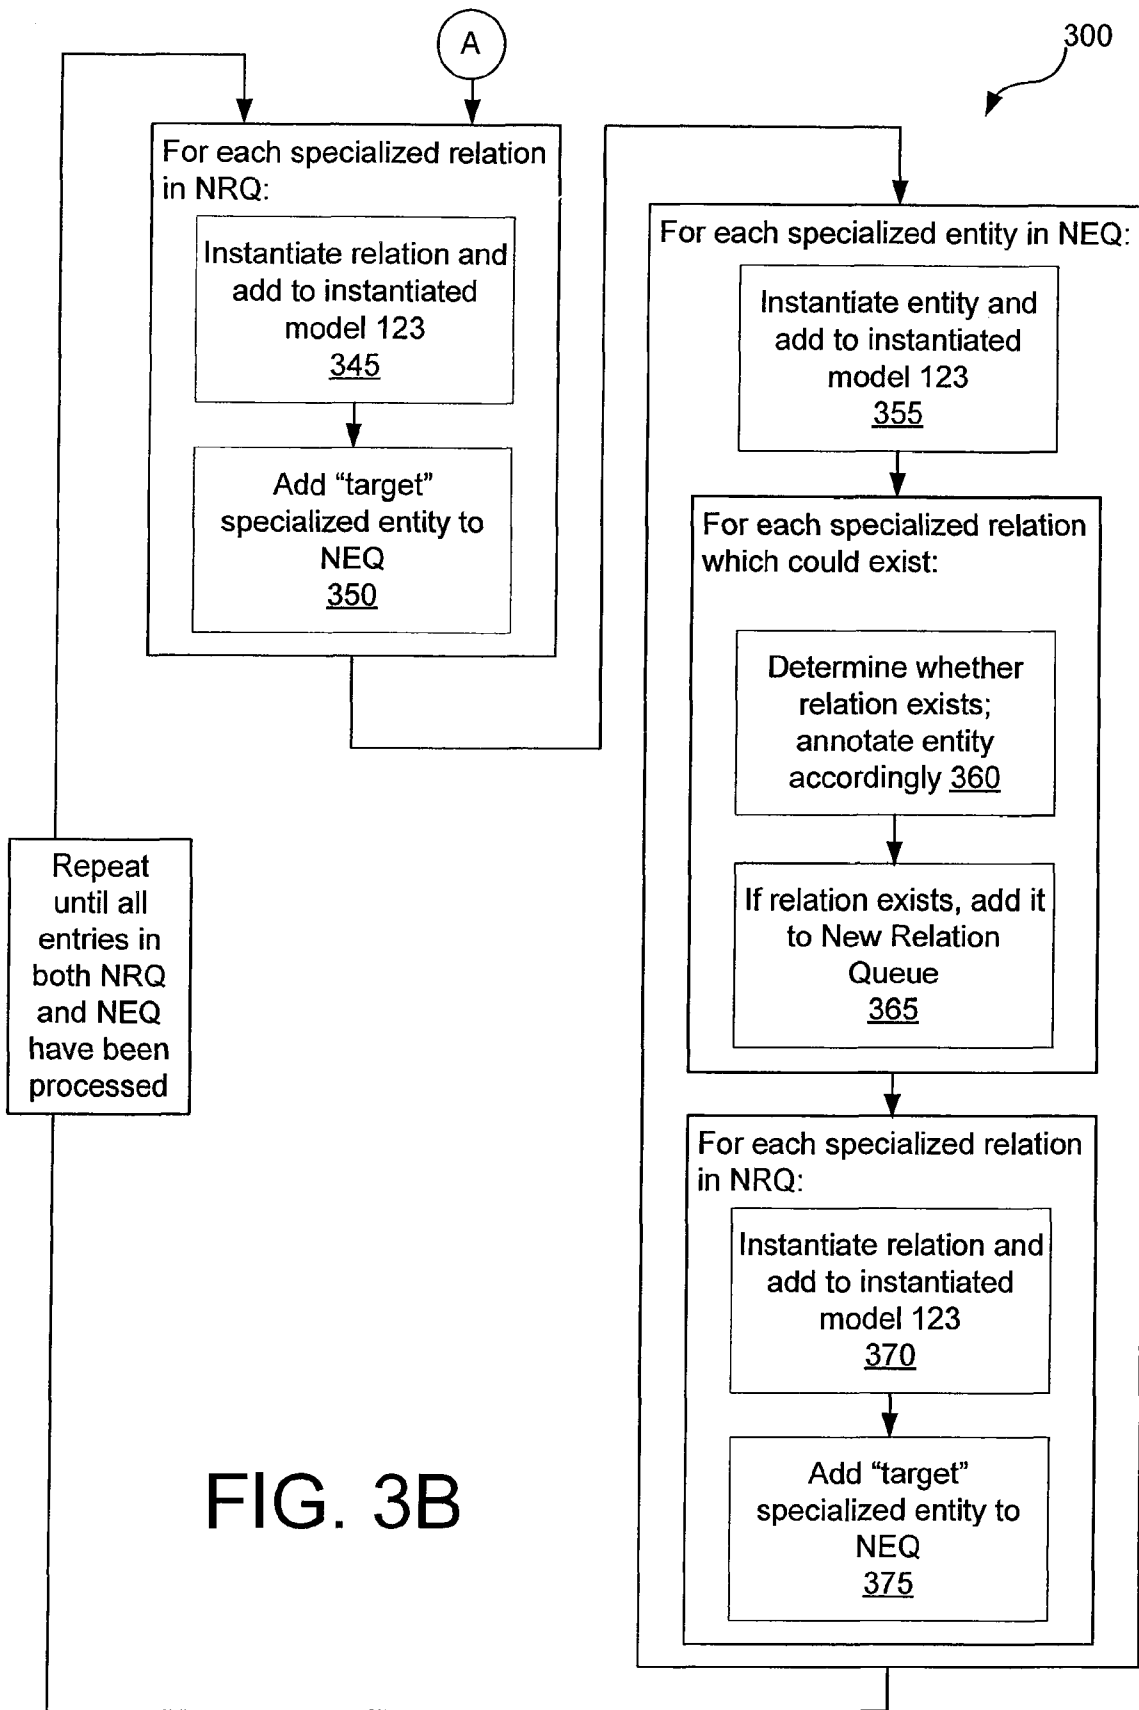 A
300
For each specialized relation
in NRQ:
Instantiate relation and
add to instantiated
model 123
345
Add “target”
specialized entity to
NEQ
350
For each specialized entity in NEQ:
Instantiate entity and
add to instantiated
model 123
355
For each specialized relation
which could exist:
Determine whether
relation exists;
annotate entity
accordingly 360
If relation exists, add it
to New Relation
Queue
365
For each specialized relation
in NRQ:
Instantiate relation and
add to instantiated
model 123
370
Add “target”
specialized entity to
NEQ
375
Repeat
until all
entries in
both NRQ
and NEQ
have been
processed
FIG. 3B